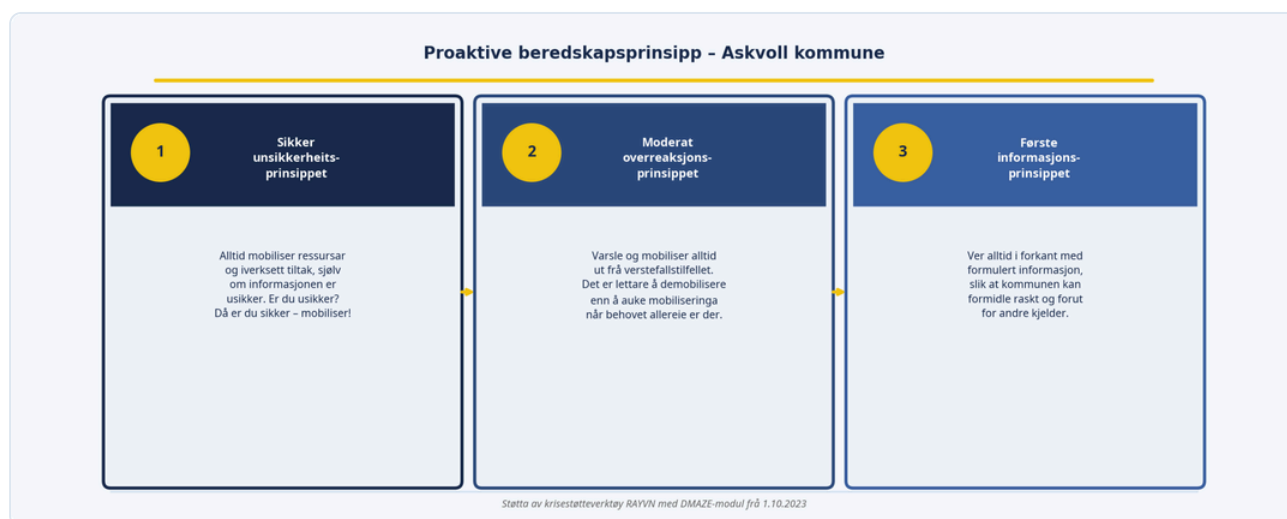 Proaktive beredskapsprinsipp – Askvoll kommune
1
Sikker
unsikkerheits-
prinsippet
Alltid mobiliser ressursar
og iverksett tiltak, sjølv
om informasjonen er
usikker. Er du usikker?
Då er du sikker – mobiliser!
2
Moderat
overreaksjons-
prinsippet
Varsle og mobiliser alltid
ut frå verstefallstilfellet.
Det er lettare å demobilisere
enn å auke mobiliseringa
når behovet allereie er der.
3
Første
informasjons-
prinsippet
Ver alltid i forkant med
formulert informasjon,
slik at kommunen kan
formidle raskt og forut
for andre kjelder.
Støtta av krisestøtteverktøy RAYVN med DMAZE-modul frå 1.10.2023